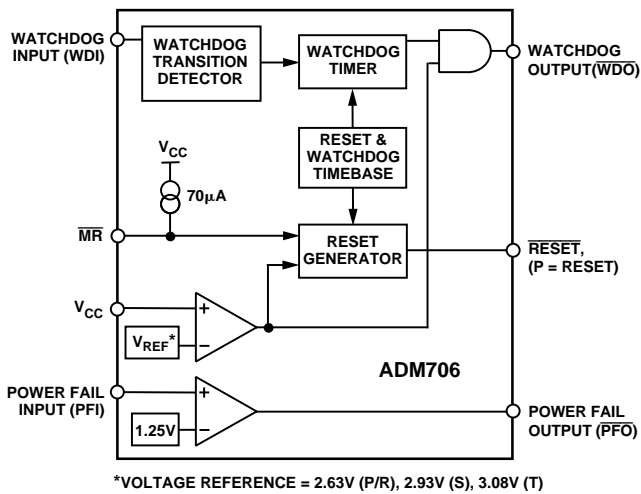 WATCHDOG
INPUT (WDI)
WATCHDOG
TRANSITION
DETECTOR
WATCHDOG
TIMER
WATCHDOG
OUTPUT(WDO)
RESET &
WATCHDOG
TIMEBASE
VCC
70µA
MR
RESET
GENERATOR
RESET,
(P = RESET)
VCC
+
VREF*
−
ADM706
POWER FAIL
INPUT (PFI)
+
1.25V
−
POWER FAIL
OUTPUT (PFO)
*VOLTAGE REFERENCE = 2.63V (P/R), 2.93V (S), 3.08V (T)